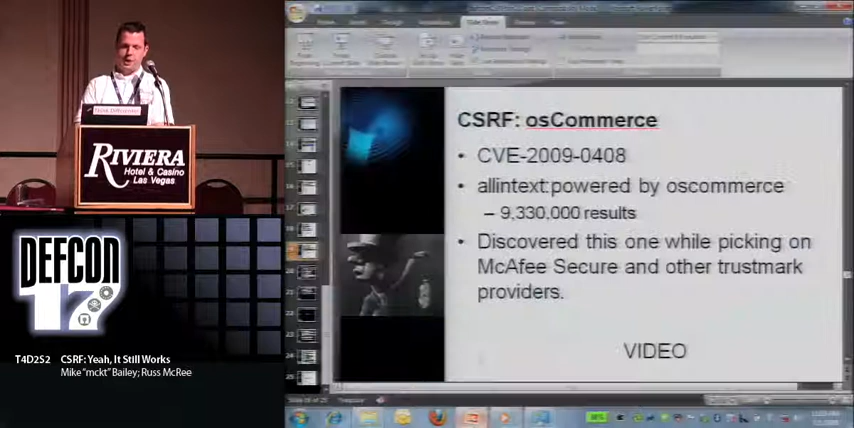 RIVIERA
Hotel & Casino
Las Vegas
DEFCON
17
T4D2S2 CSRF: Yeah, It Still Works
Mike "mckt" Bailey; Russ McRee
CSRF: osCommerce
• CVE-2009-0408
• allintext:powered by oscommerce
– 9,330,000 results
• Discovered this one while picking on
McAfee Secure and other trustmark
providers.
VIDEO